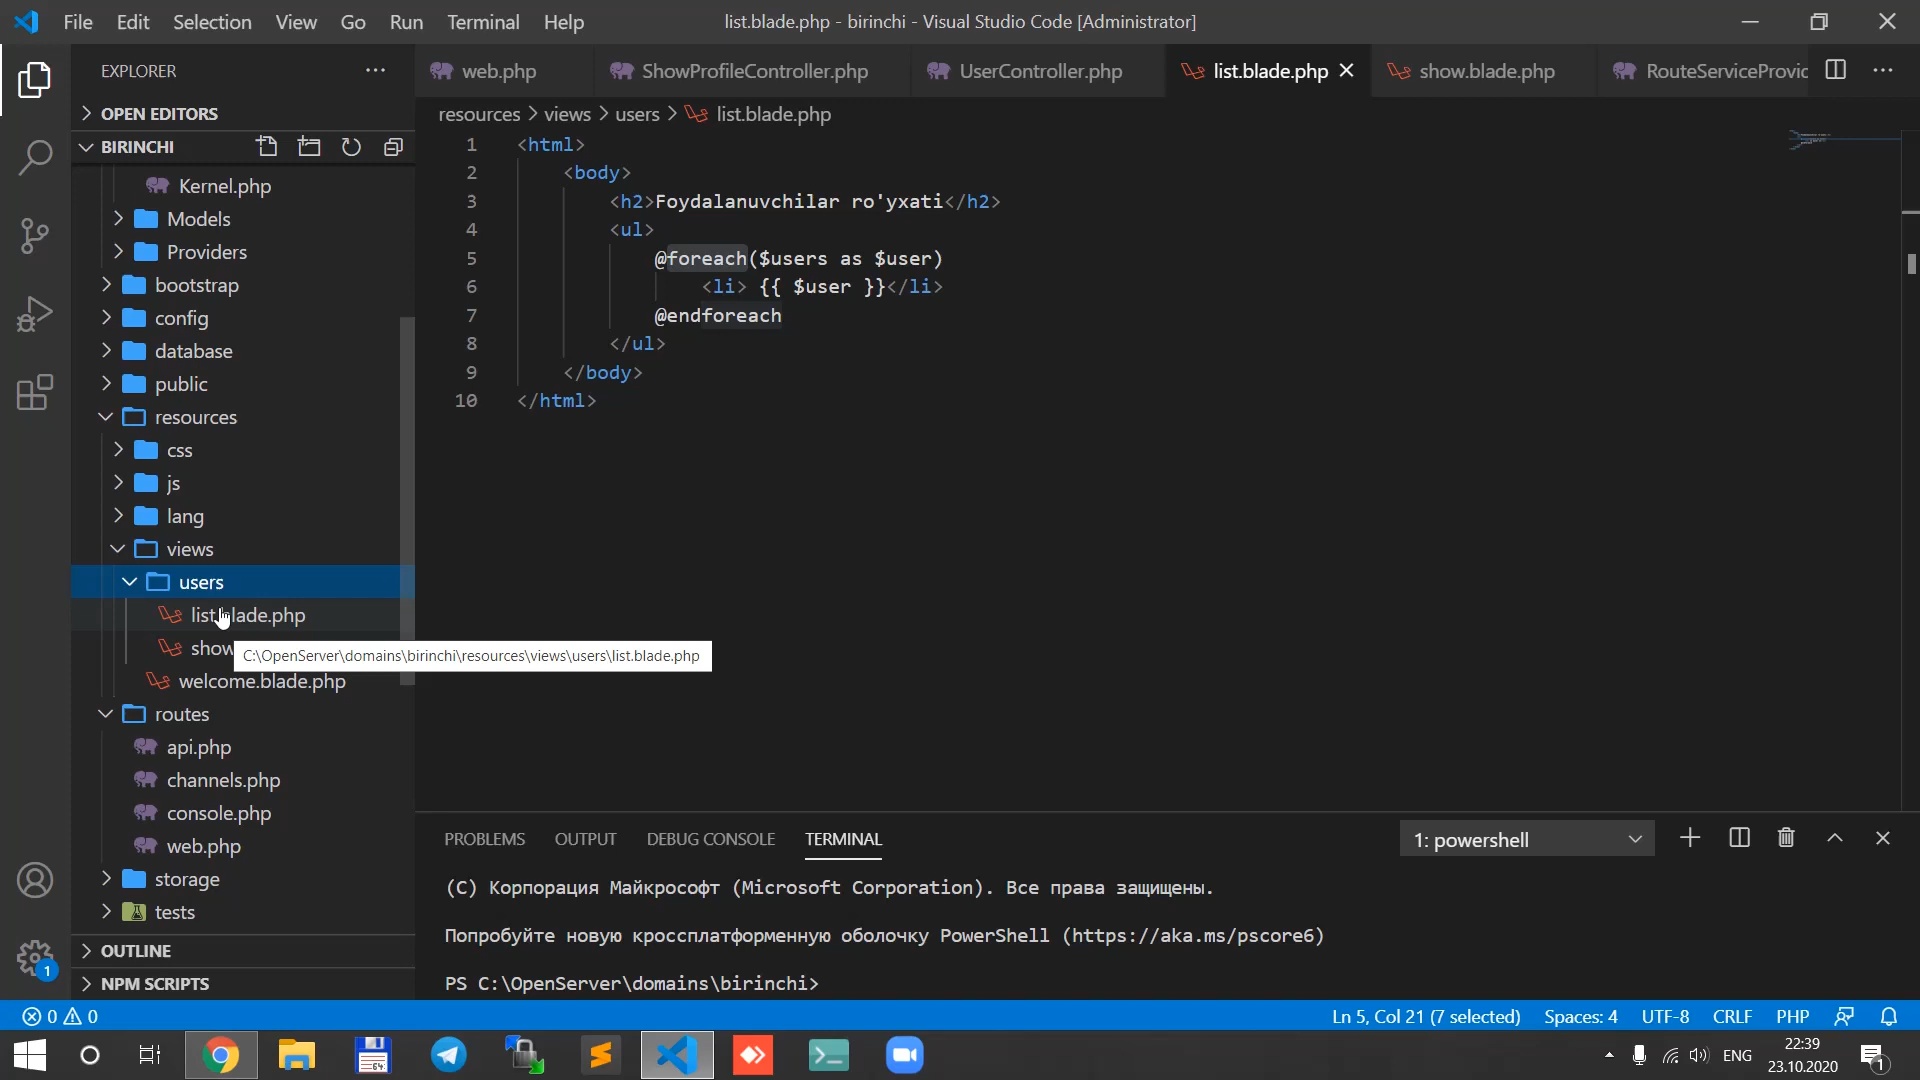 File Edit Selection View Go Run Terminal Help
list.blade.php - birinchi - Visual Studio Code [Administrator]
EXPLORER
web.php ShowProfileController.php UserController.php list.blade.php show.blade.php RouteServiceProvic
OPEN EDITORS
resources > views > users > list.blade.php
BIRINCHI
Kernel.php
Models
Providers
bootstrap
config
database
public
resources
css
js
lang
views
users
list.blade.php
show
welcome.blade.php
routes
api.php
channels.php
console.php
web.php
storage
tests
OUTLINE
NPM SCRIPTS
C:\OpenServer\domains\birinchi\resources\views\users\list.blade.php
1 <html>
2 <body>
3 <h2>Foydalanuvchilar ro'yxati</h2>
4 <ul>
5 @foreach($users as $user)
6 <li> {{ $user }}</li>
7 @endforeach
8 </ul>
9 </body>
10 </html>
PROBLEMS OUTPUT DEBUG CONSOLE TERMINAL
1: powershell
(C) Корпорация Майкрософт (Microsoft Corporation). Все права защищены.
Попробуйте новую кроссплатформенную оболочку PowerShell (https://aka.ms/pscore6)
PS C:\OpenServer\domains\birinchi>
1
0 0
Ln 5, Col 21 (7 selected) Spaces: 4 UTF-8 CRLF PHP
64
ENG
22:39
23.10.2020
1